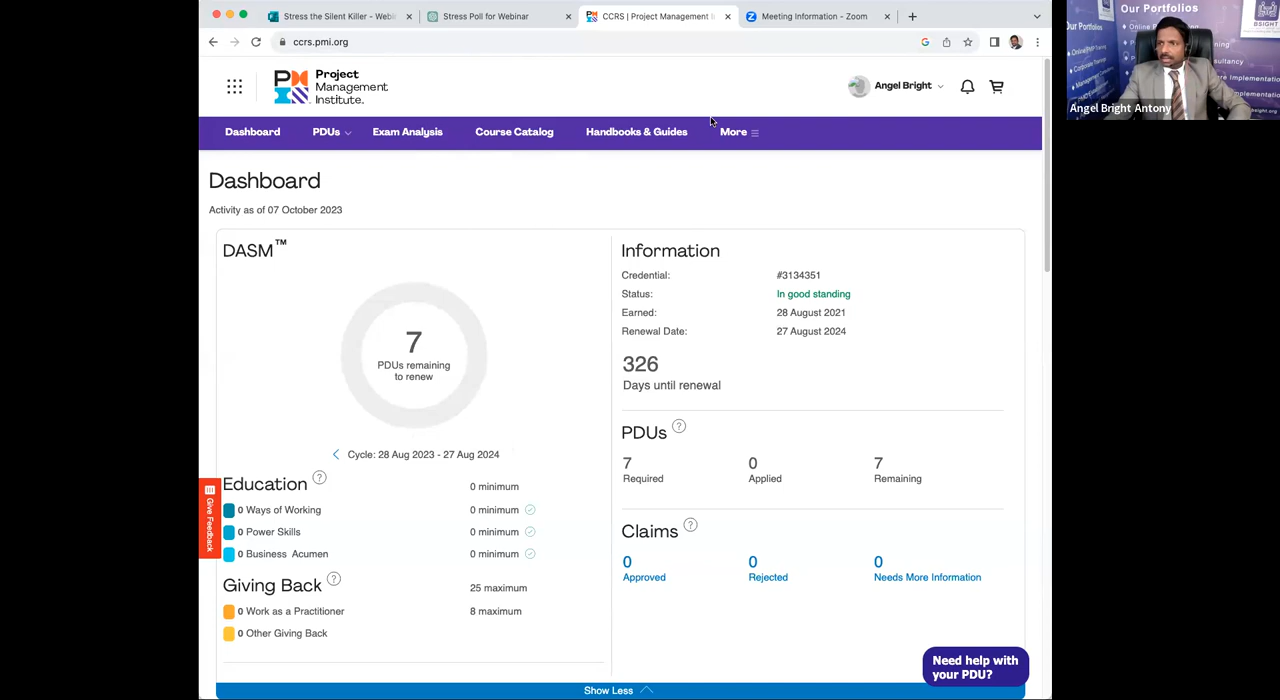 Stress the Silent Killer - Webi
Stress Poll for Webinar
CCRS | Project Management I
Meeting Information - Zoom
ccrs.pmi.org
Project
Management
Institute.
Angel Bright
Dashboard
PDUs
Exam Analysis
Course Catalog
Handbooks & Guides
More
Dashboard
Activity as of 07 October 2023
DASM™
7
PDUs remaining
to renew
Cycle: 28 Aug 2023 - 27 Aug 2024
Education ?
0 minimum
0 Ways of Working
0 minimum
0 Power Skills
0 minimum
0 Business Acumen
0 minimum
Giving Back ?
25 maximum
0 Work as a Practitioner
8 maximum
0 Other Giving Back
Information
Credential:
#3134351
Status:
In good standing
Earned:
28 August 2021
Renewal Date:
27 August 2024
326
Days until renewal
PDUs ?
7
Required
0
Applied
7
Remaining
Claims ?
0
Approved
0
Rejected
0
Needs More Information
Give Feedback
Need help with
your PDU?
Show Less
Our Portfolios
Angel Bright Antony